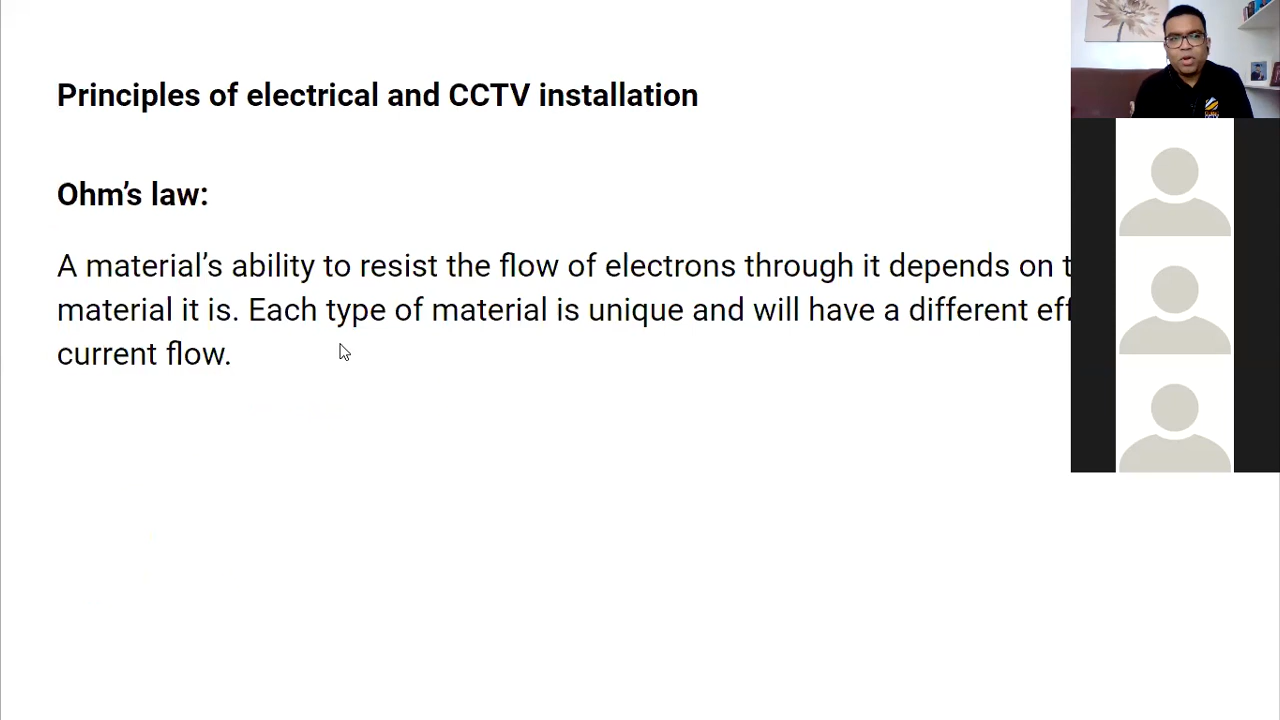 Principles of electrical and CCTV installation
Ohm’s law:
A material’s ability to resist the flow of electrons through it depends on
material it is. Each type of material is unique and will have a different
current flow.